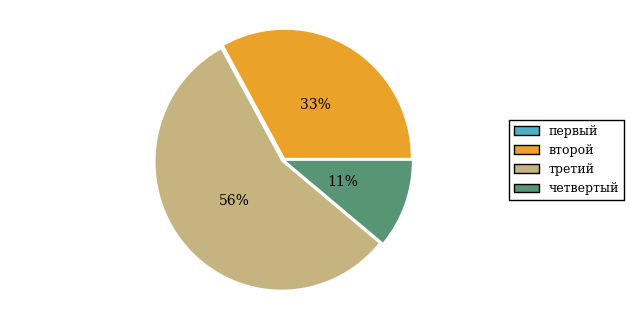 33%
11%
56%
первый
второй
третий
четвертый